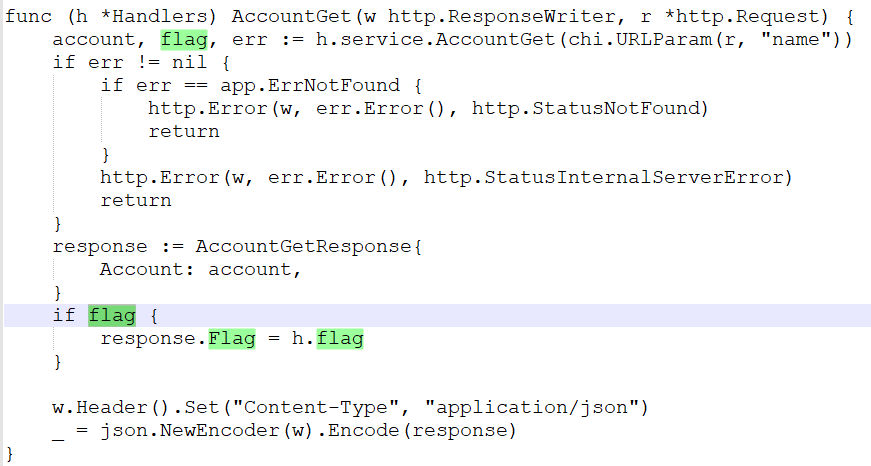 func (h *Handlers) AccountGet(w http.ResponseWriter, r *http.Request) {
    account, flag, err := h.service.AccountGet(chi.URLParam(r, "name"))
    if err != nil {
        if err == app.ErrNotFound {
            http.Error(w, err.Error(), http.StatusNotFound)
            return
        }
        http.Error(w, err.Error(), http.StatusInternalServerError)
        return
    }
    response := AccountGetResponse{
        Account: account,
    }
    if flag {
        response.Flag = h.flag
    }

    w.Header().Set("Content-Type", "application/json")
    _ = json.NewEncoder(w).Encode(response)
}